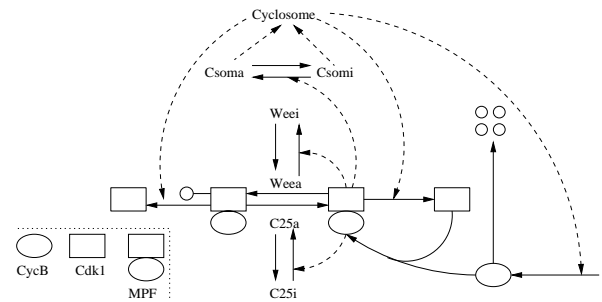 Cyclosome
Csoma
Csomi
Weei
Weea
C25a
C25i
CycB
Cdk1
MPF